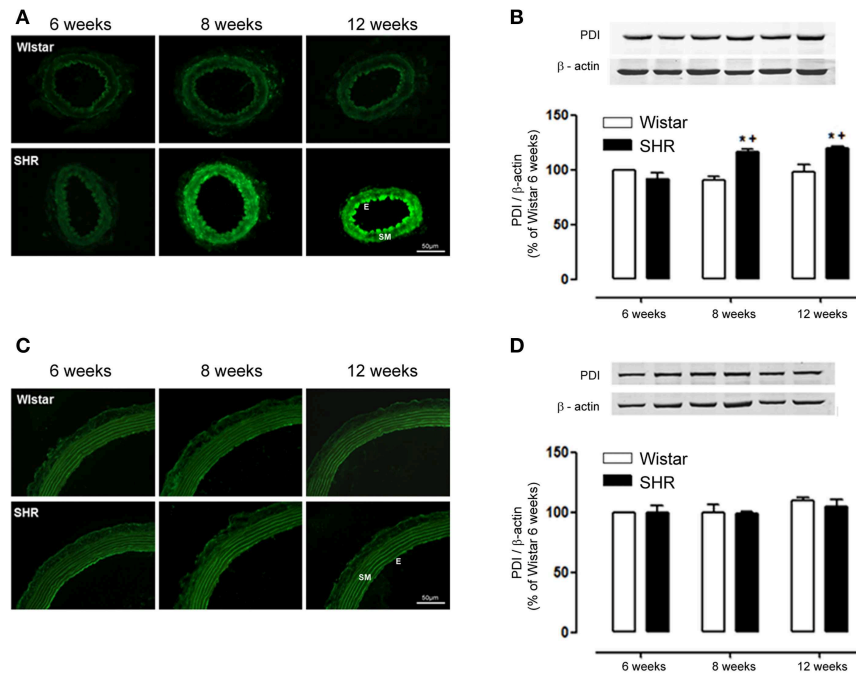 A
6 weeks 8 weeks 12 weeks
WIstar
SHR
E
SM
50µm
B
PDI
β - actin
Wistar
SHR
PDI / β-actin
(% of Wistar 6 weeks)
150
100
50
0
* +
* +
6 weeks 8 weeks 12 weeks
C
6 weeks 8 weeks 12 weeks
WIstar
SHR
E
SM
50µm
D
PDI
β - actin
Wistar
SHR
PDI / β-actin
(% of Wistar 6 weeks)
150
100
50
0
6 weeks 8 weeks 12 weeks